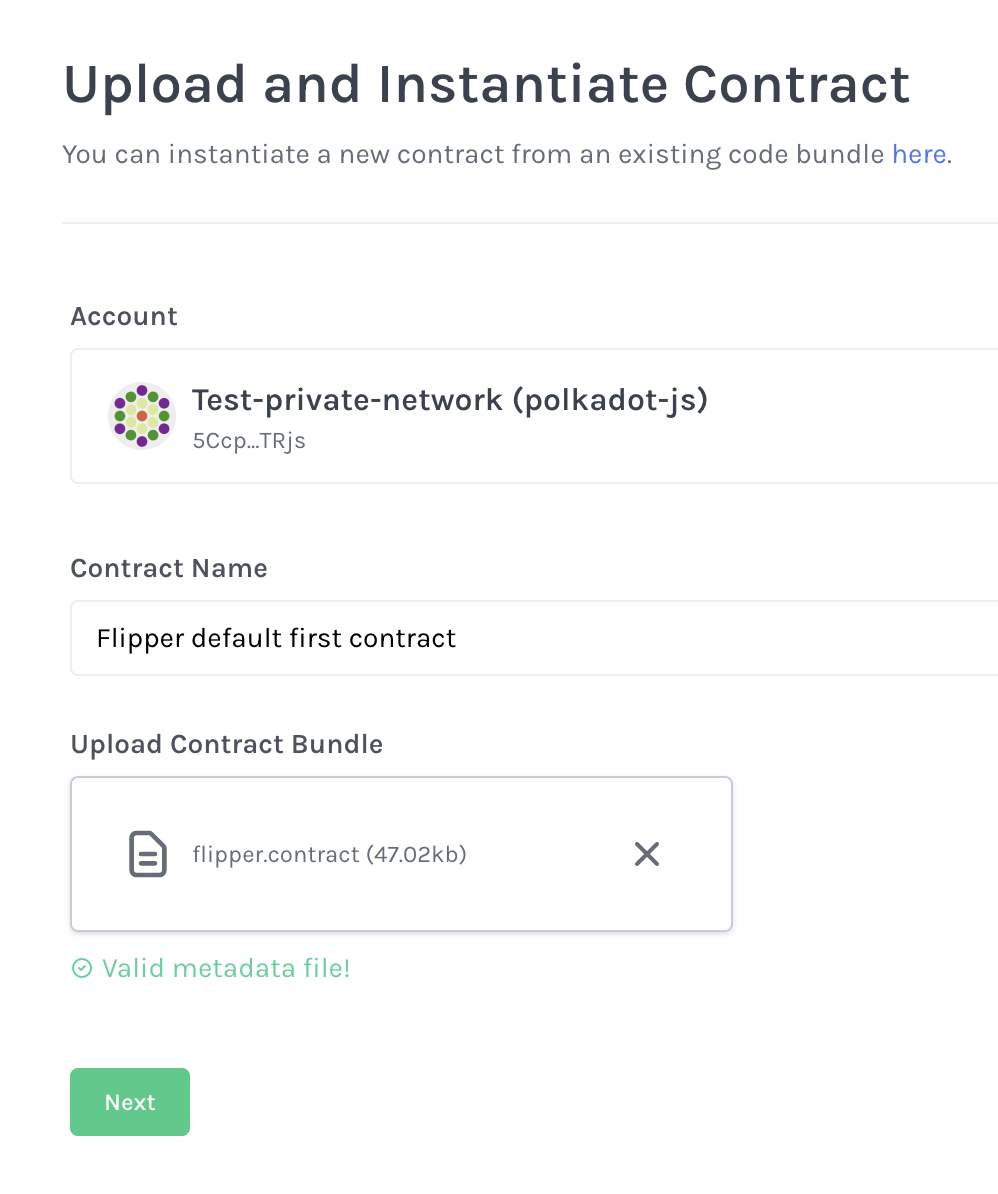 Upload and Instantiate Contract
You can instantiate a new contract from an existing code bundle here.
Account
Test-private-network (polkadot-js)
5Ccp...TRjs
Contract Name
Flipper default first contract
Upload Contract Bundle
flipper.contract (47.02kb)
Valid metadata file!
Next